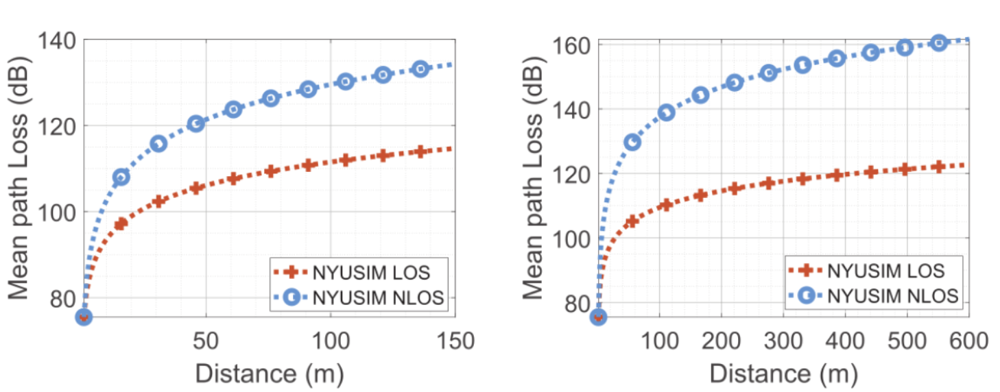 140
120
100
80
Mean path Loss (dB)
NYUSIM LOS
NYUSIM NLOS
50
100
150
Distance (m)
160
140
120
100
80
Mean path Loss (dB)
NYUSIM LOS
NYUSIM NLOS
100
200
300
400
500
600
Distance (m)